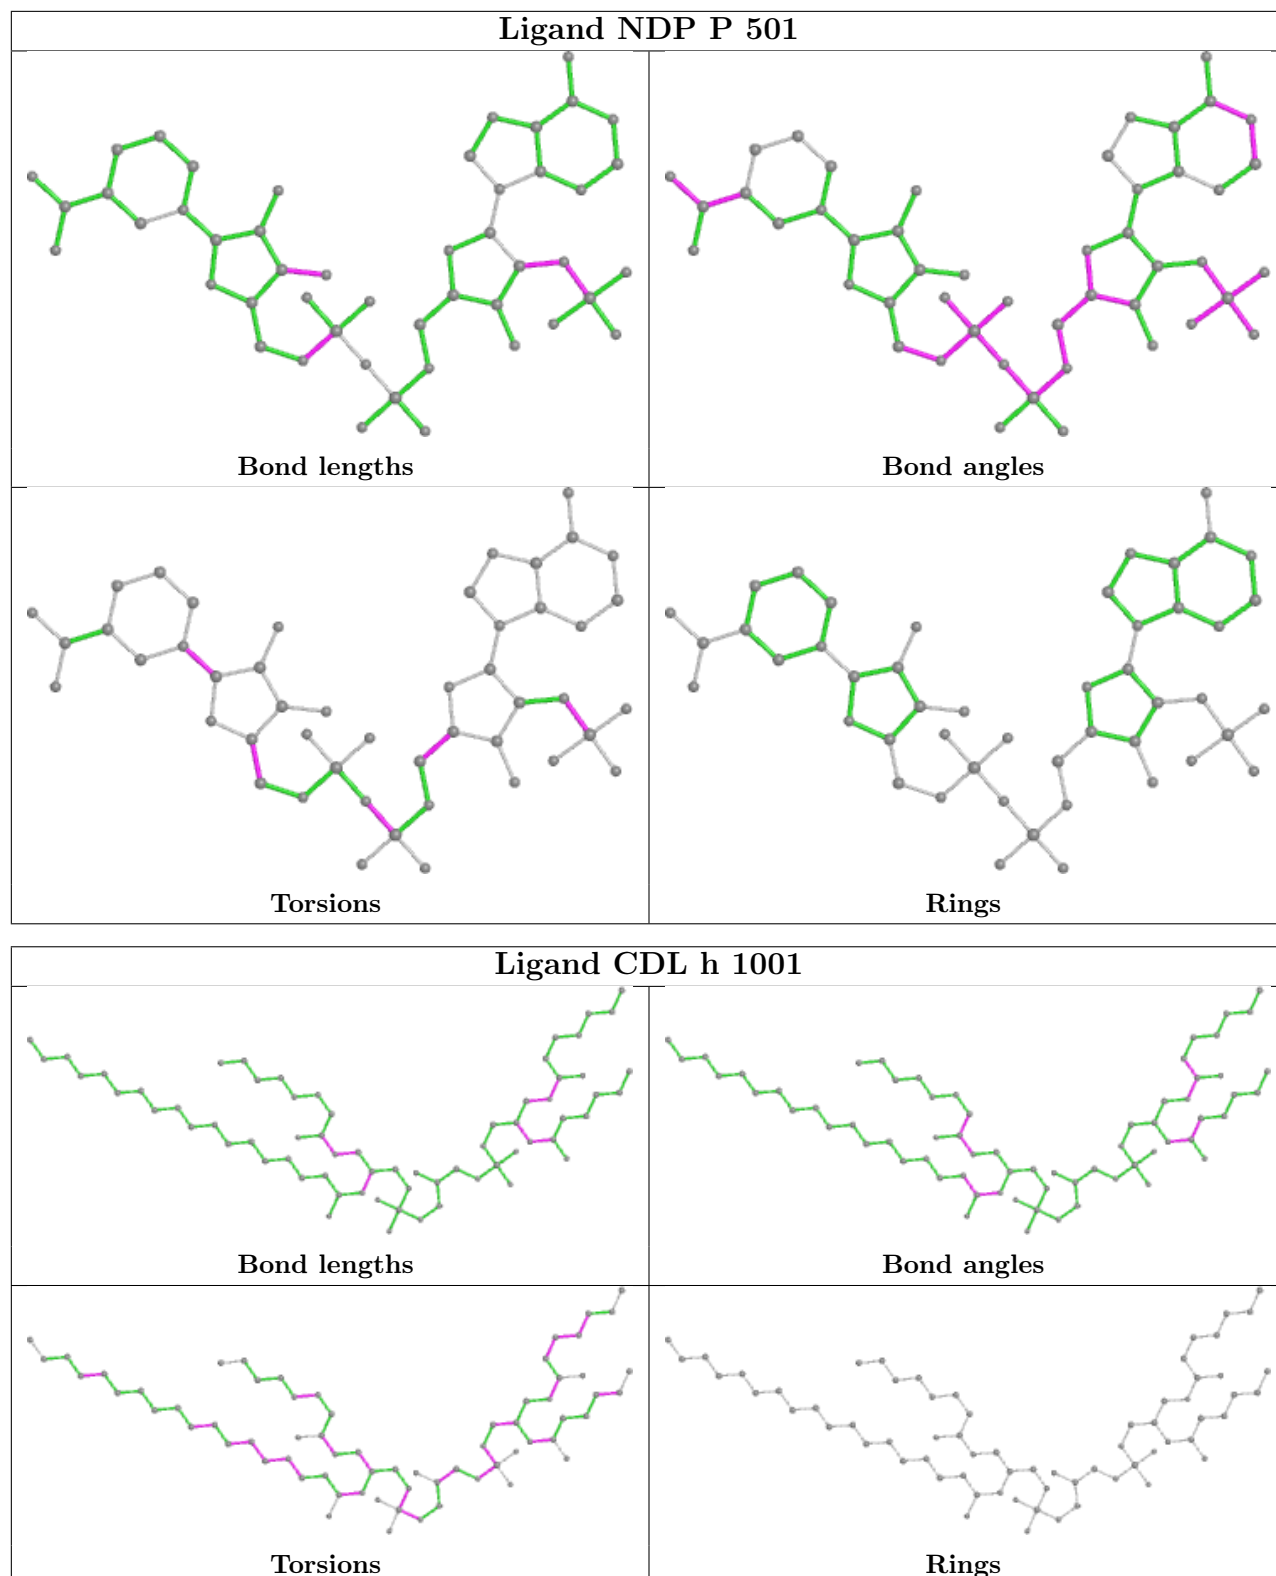 Ligand NDP P 501
Bond lengths
Bond angles
Torsions
Rings
Ligand CDL h 1001
Bond lengths
Bond angles
Torsions
Rings